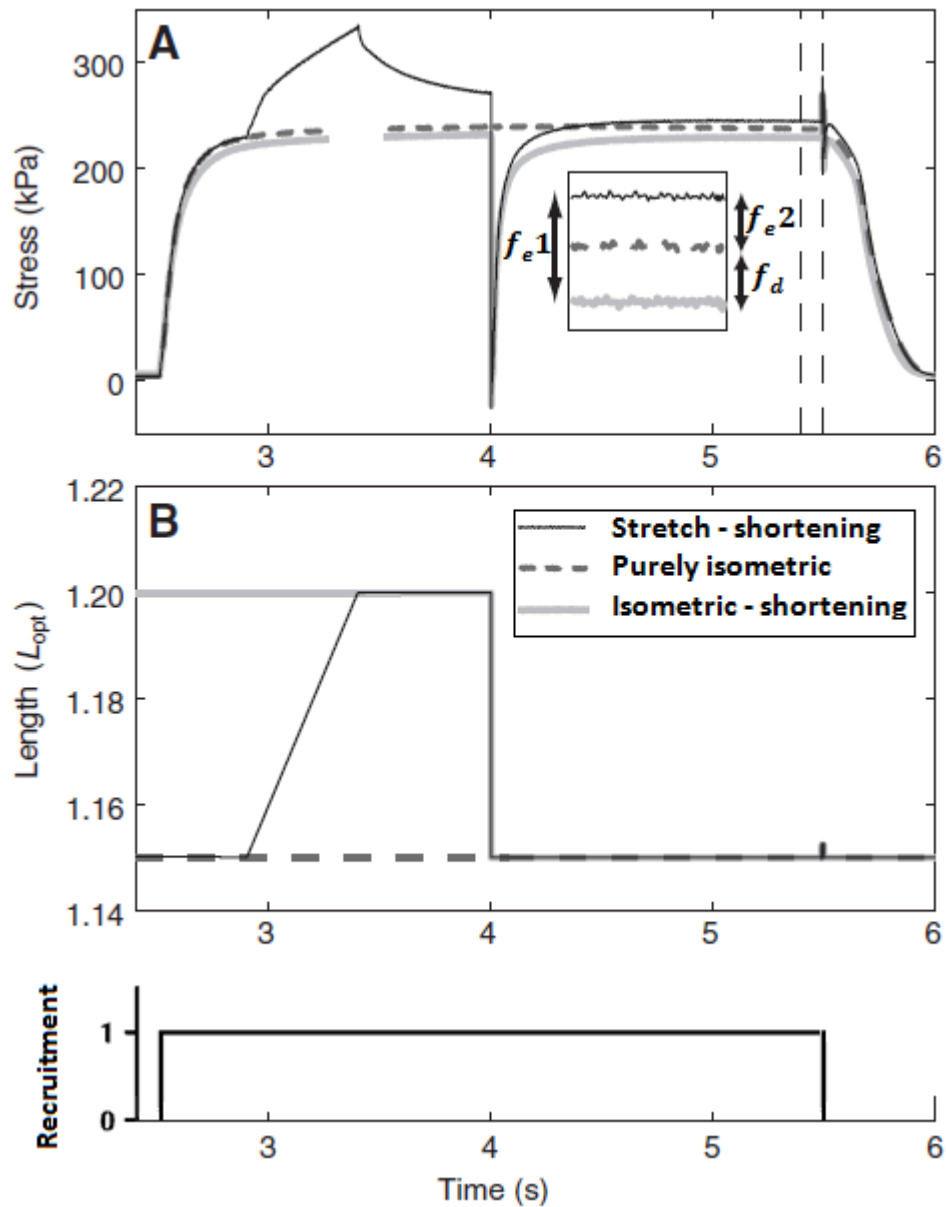 A
Stress (kPa)
300
200
100
0
f_e1
f_e2
f_d
3
4
5
6
B
Length (L_opt)
1.22
1.20
1.18
1.16
1.14
Stretch - shortening
Purely isometric
Isometric - shortening
3
4
5
6
Recruitment
1
0
3
4
5
6
Time (s)